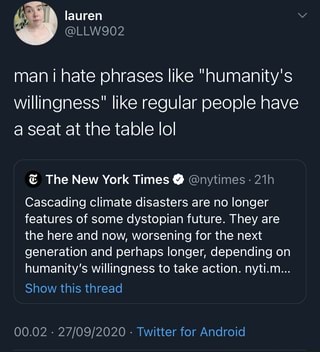 lauren
@LLW902
man i hate phrases like "humanity's
willingness" like regular people have
a seat at the table lol
The New York Times @nytimes · 21h
Cascading climate disasters are no longer
features of some dystopian future. They are
the here and now, worsening for the next
generation and perhaps longer, depending on
humanity's willingness to take action. nyti.m...
Show this thread
00.02 · 27/09/2020 · Twitter for Android